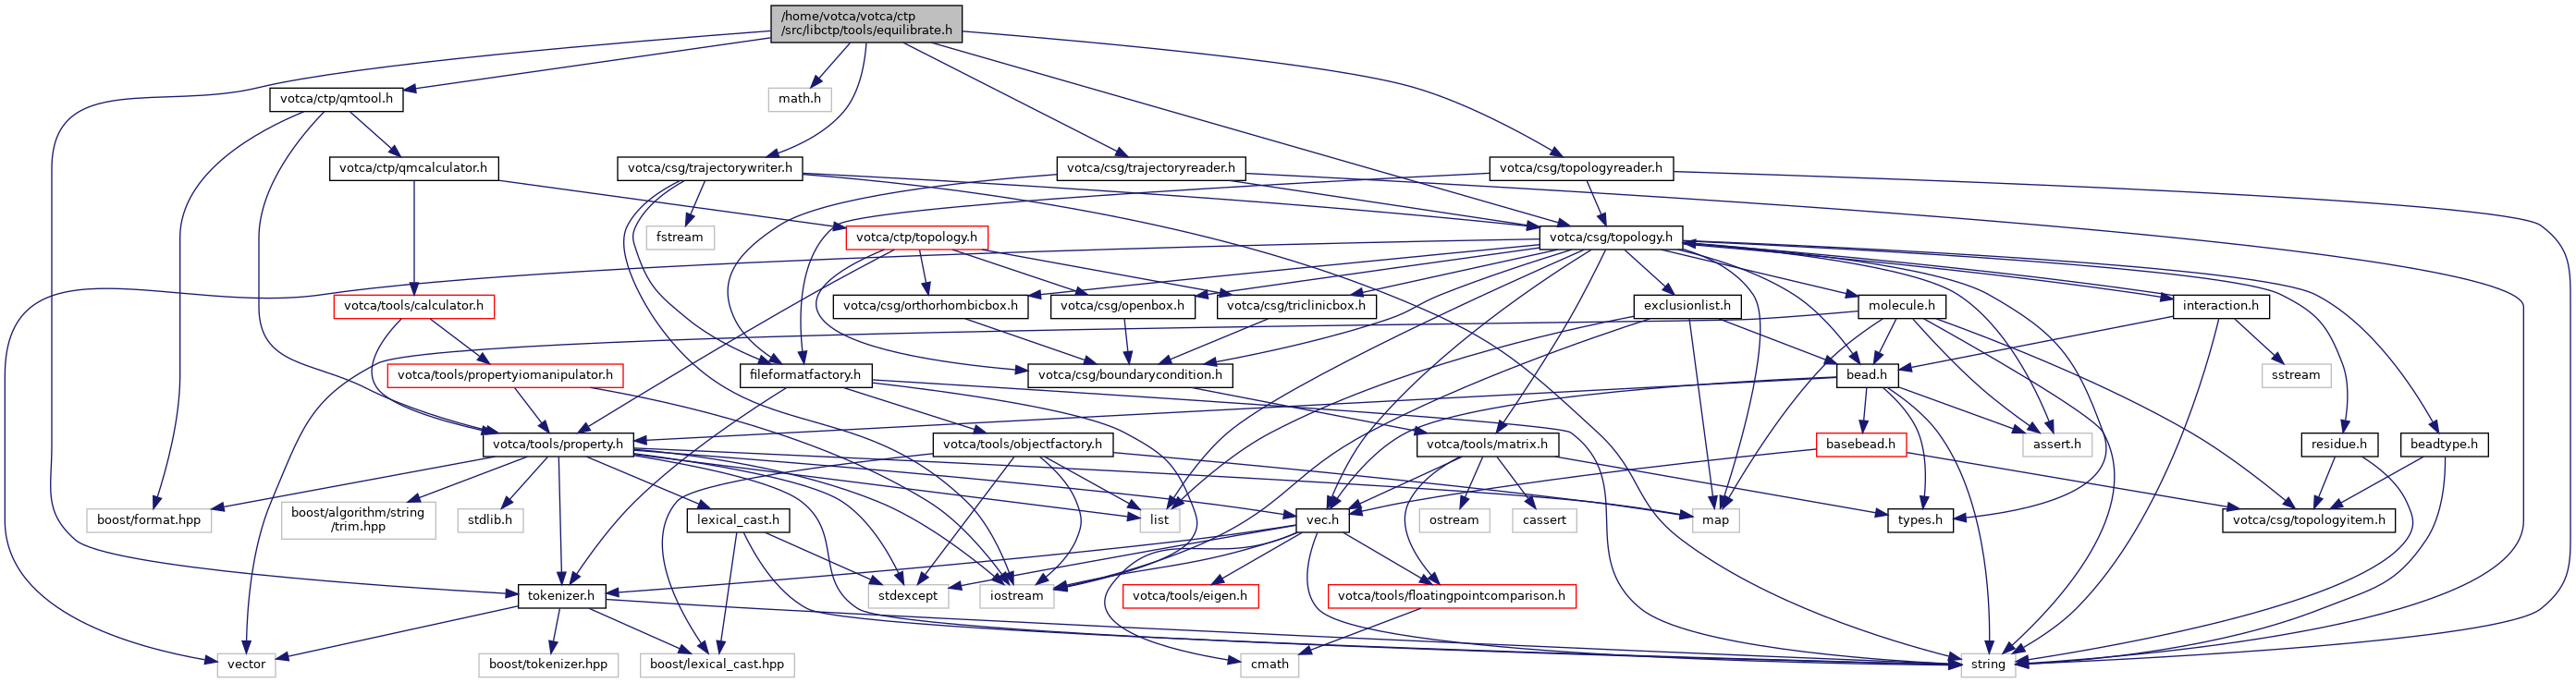 /home/votca/votca/ctp
/src/libctp/tools/equilibrate.h
votca/ctp/qmtool.h
math.h
votca/ctp/qmcalculator.h
votca/csg/trajectorywriter.h
votca/csg/trajectoryreader.h
votca/csg/topologyreader.h
fstream
votca/ctp/topology.h
votca/csg/topology.h
votca/tools/calculator.h
votca/csg/orthorhombicbox.h
votca/csg/openbox.h
votca/csg/triclinicbox.h
exclusionlist.h
molecule.h
interaction.h
votca/tools/propertyiomanipulator.h
fileformatfactory.h
votca/csg/boundarycondition.h
bead.h
sstream
votca/tools/property.h
votca/tools/objectfactory.h
votca/tools/matrix.h
basebead.h
assert.h
residue.h
beadtype.h
boost/format.hpp
boost/algorithm/string
/trim.hpp
stdlib.h
lexical_cast.h
list
vec.h
ostream
cassert
map
types.h
votca/csg/topologyitem.h
tokenizer.h
stdexcept
iostream
votca/tools/eigen.h
votca/tools/floatingpointcomparison.h
vector
boost/tokenizer.hpp
boost/lexical_cast.hpp
cmath
string